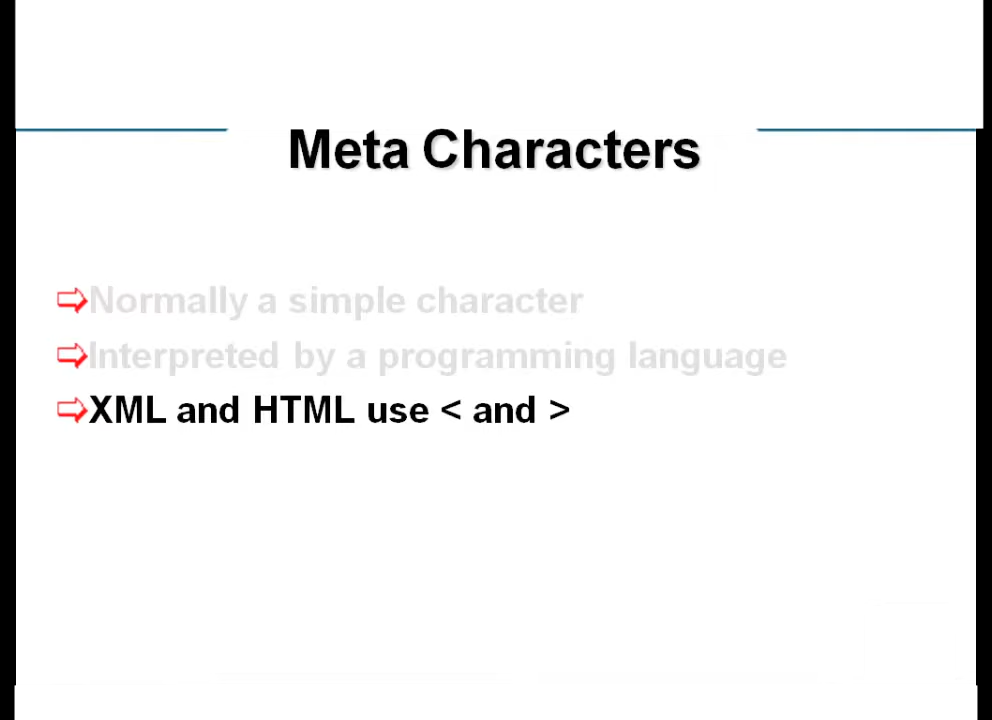 Meta Characters
Normally a simple character
Interpreted by a programming language
XML and HTML use < and >